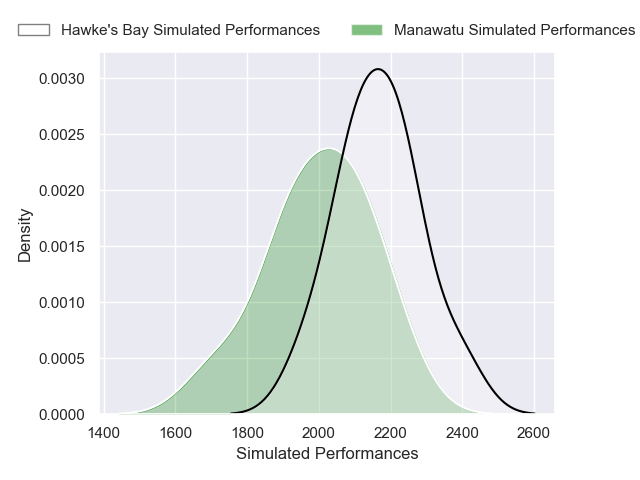 Hawke's Bay Simulated Performances
Manawatu Simulated Performances
0.0030
0.0025
0.0020
0.0015
0.0010
0.0005
0.0000
Density
1400 1600 1800 2000 2200 2400 2600
Simulated Performances